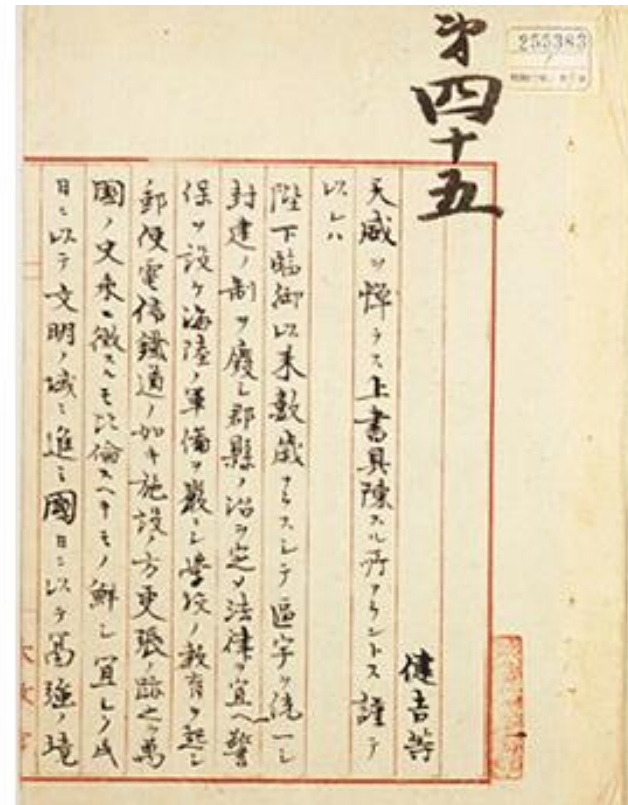 第四十五
255383
健吉等
天威ヲ憚ラス上書具陳スル所アラントス謹テ
以レハ
陛下臨御以来数歳ナラスシテ區宇ヲ統一シ
封建ノ制ヲ廢シ郡縣ノ治ヲ定メ法律ヲ宜ヘ警
保ヲ設ケ海陸ノ軍備ヲ嚴ニシ學校ノ教育ヲ起シ
郵便電信鐵道ノ如キ施設ノ方更張ノ跡之ヲ萬
國ノ史乗ニ徴スルモ比倫スヘキモノ鮮シ宜しク民
日ニ以テ文明ノ域ニ進ミ國日ニ以テ富強ノ境